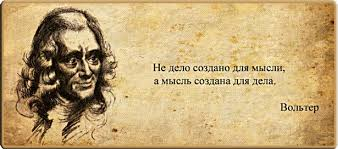 Не дело создано для мысли,
а мысль создана для дела.
Вольтер